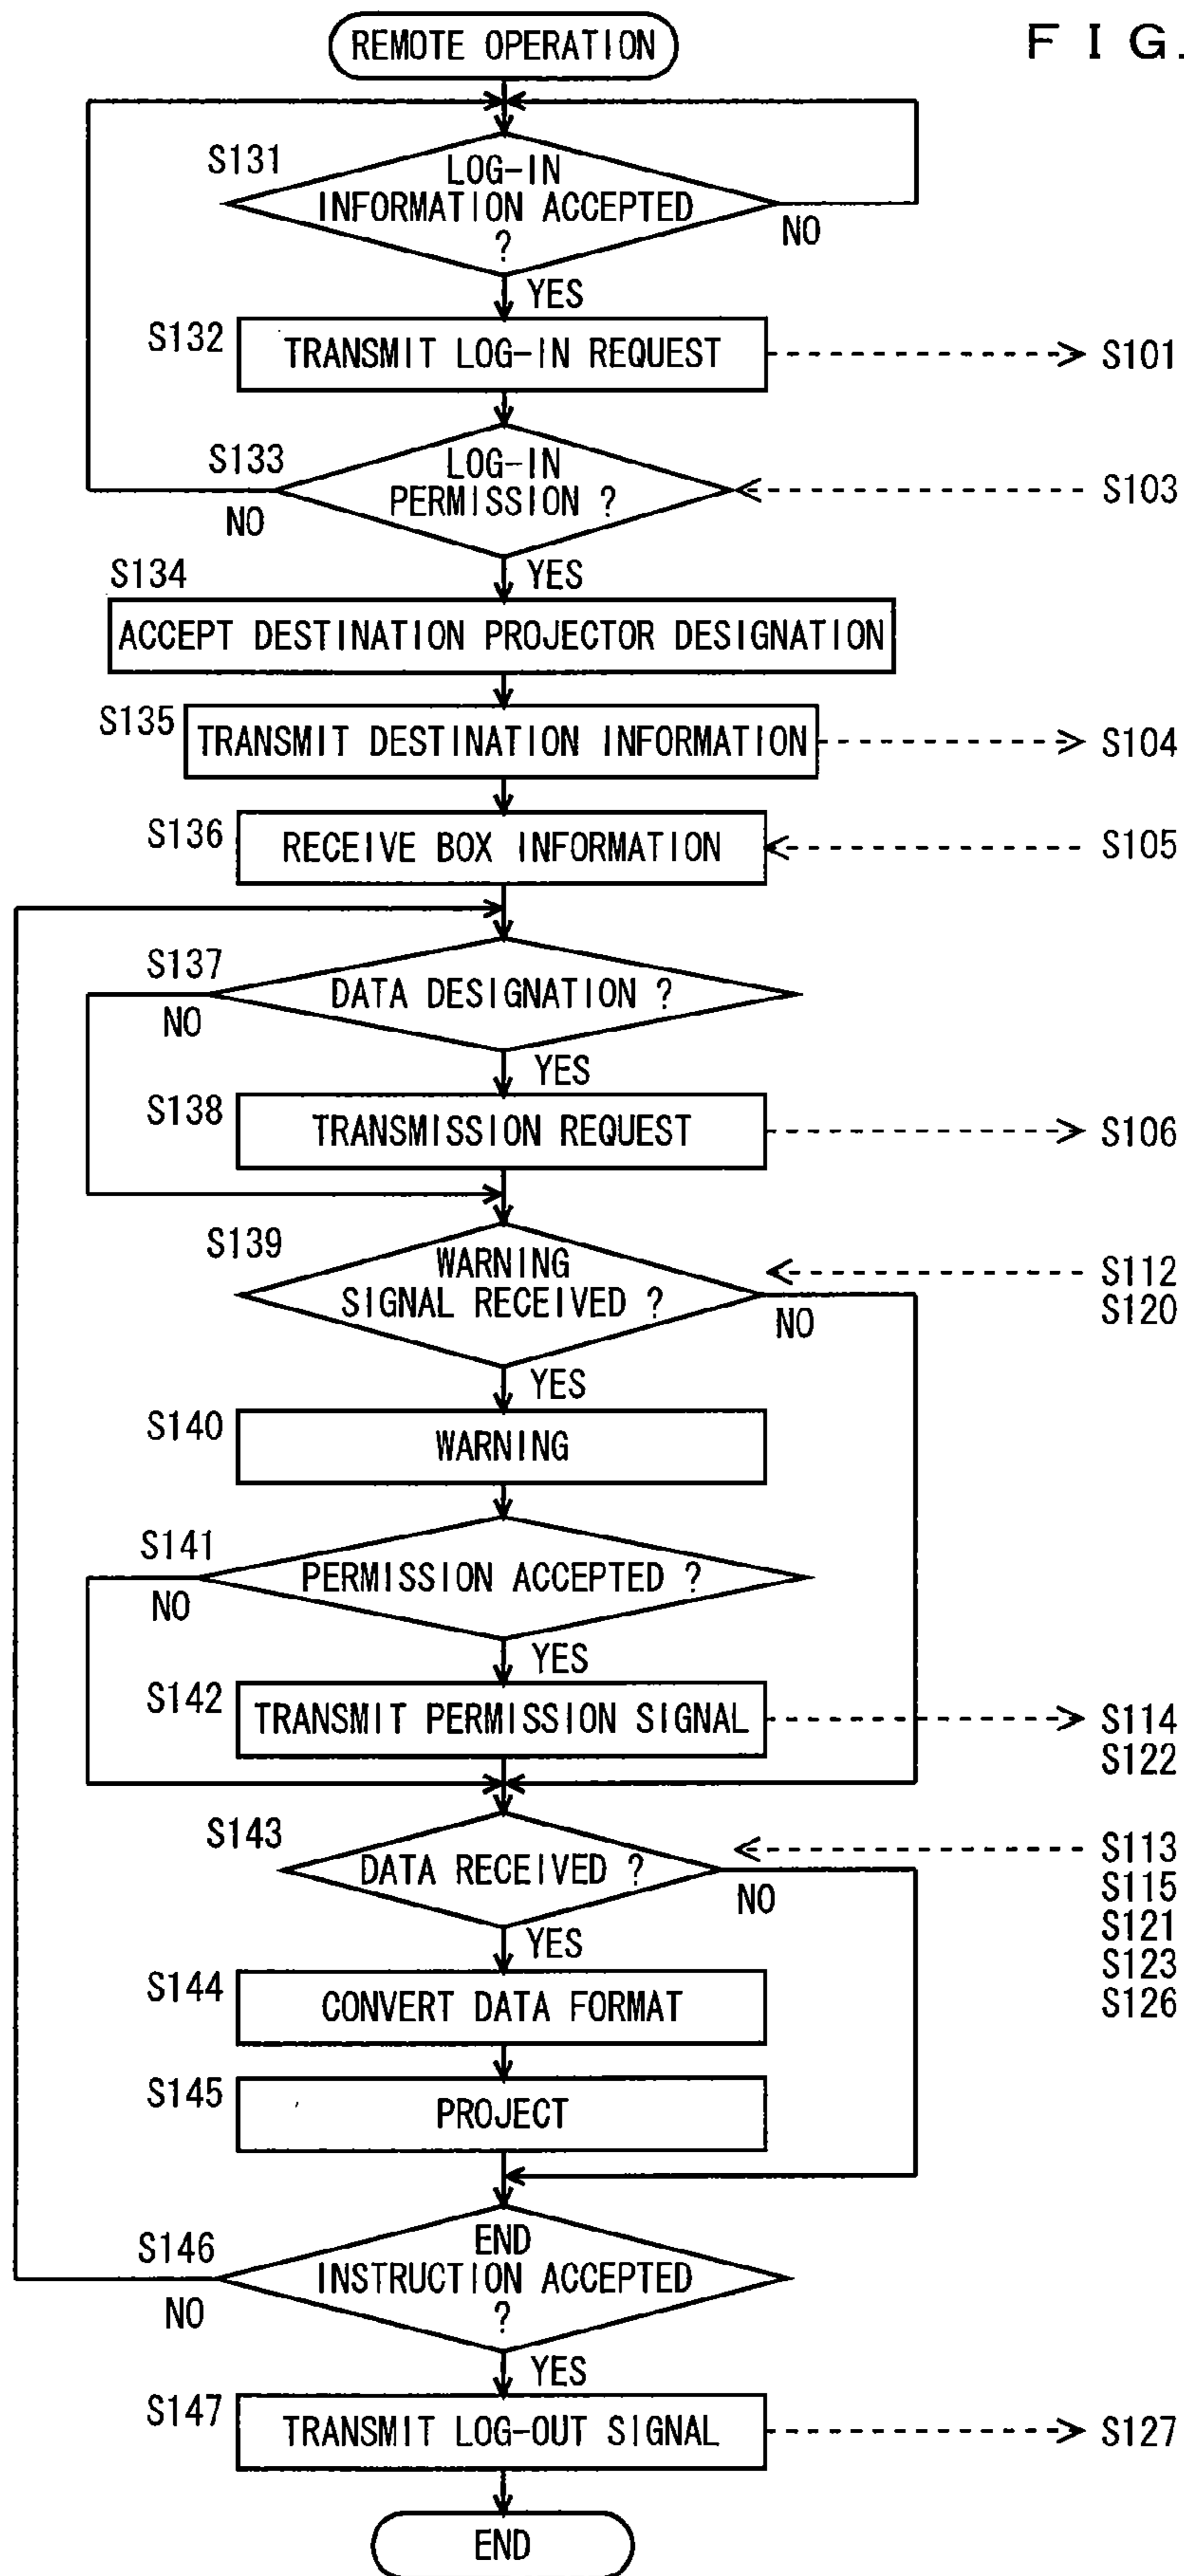 REMOTE OPERATION
FIG.
S131
LOG-IN
INFORMATION ACCEPTED
?
NO
YES
S132
TRANSMIT LOG-IN REQUEST
S101
S133
LOG-IN
PERMISSION ?
S103
NO
YES
S134
ACCEPT DESTINATION PROJECTOR DESIGNATION
S135
TRANSMIT DESTINATION INFORMATION
S104
S136
RECEIVE BOX INFORMATION
S105
S137
DATA DESIGNATION ?
NO
YES
S138
TRANSMISSION REQUEST
S106
S139
WARNING
SIGNAL RECEIVED ?
S112
S120
NO
YES
S140
WARNING
S141
PERMISSION ACCEPTED ?
NO
YES
S142
TRANSMIT PERMISSION SIGNAL
S114
S122
S143
DATA RECEIVED ?
S113
S115
S121
S123
S126
NO
YES
S144
CONVERT DATA FORMAT
S145
PROJECT
S146
END
INSTRUCTION ACCEPTED
?
NO
YES
S147
TRANSMIT LOG-OUT SIGNAL
S127
END